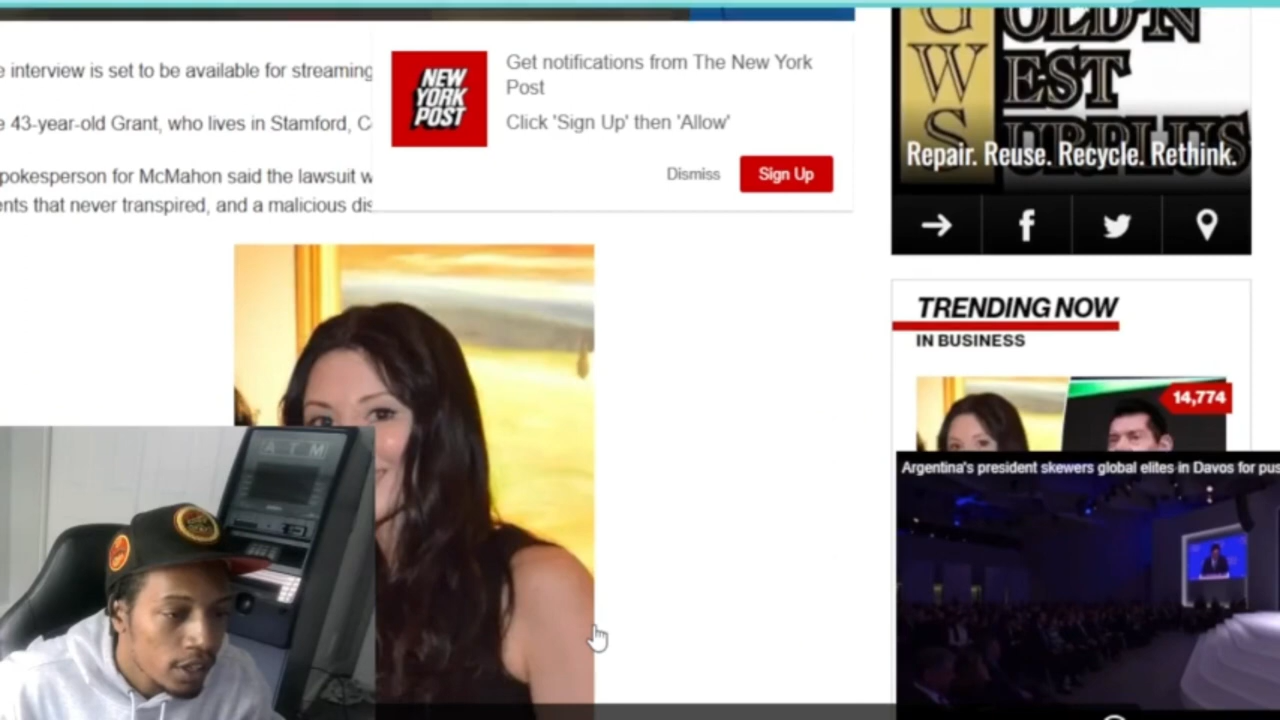 e interview is set to be available for streaming
e 43-year-old Grant, who lives in Stamford, C
pokesperson for McMahon said the lawsuit w
ents that never transpired, and a malicious dis
NEW
YORK
POST
Get notifications from The New York
Post
Click 'Sign Up' then 'Allow'
Dismiss
Sign Up
G OLD'N
W EST
S URPLUS
Repair. Reuse. Recycle. Rethink.
TRENDING NOW
IN BUSINESS
14,774
Argentina's president skewers global elites in Davos for pus
ATM